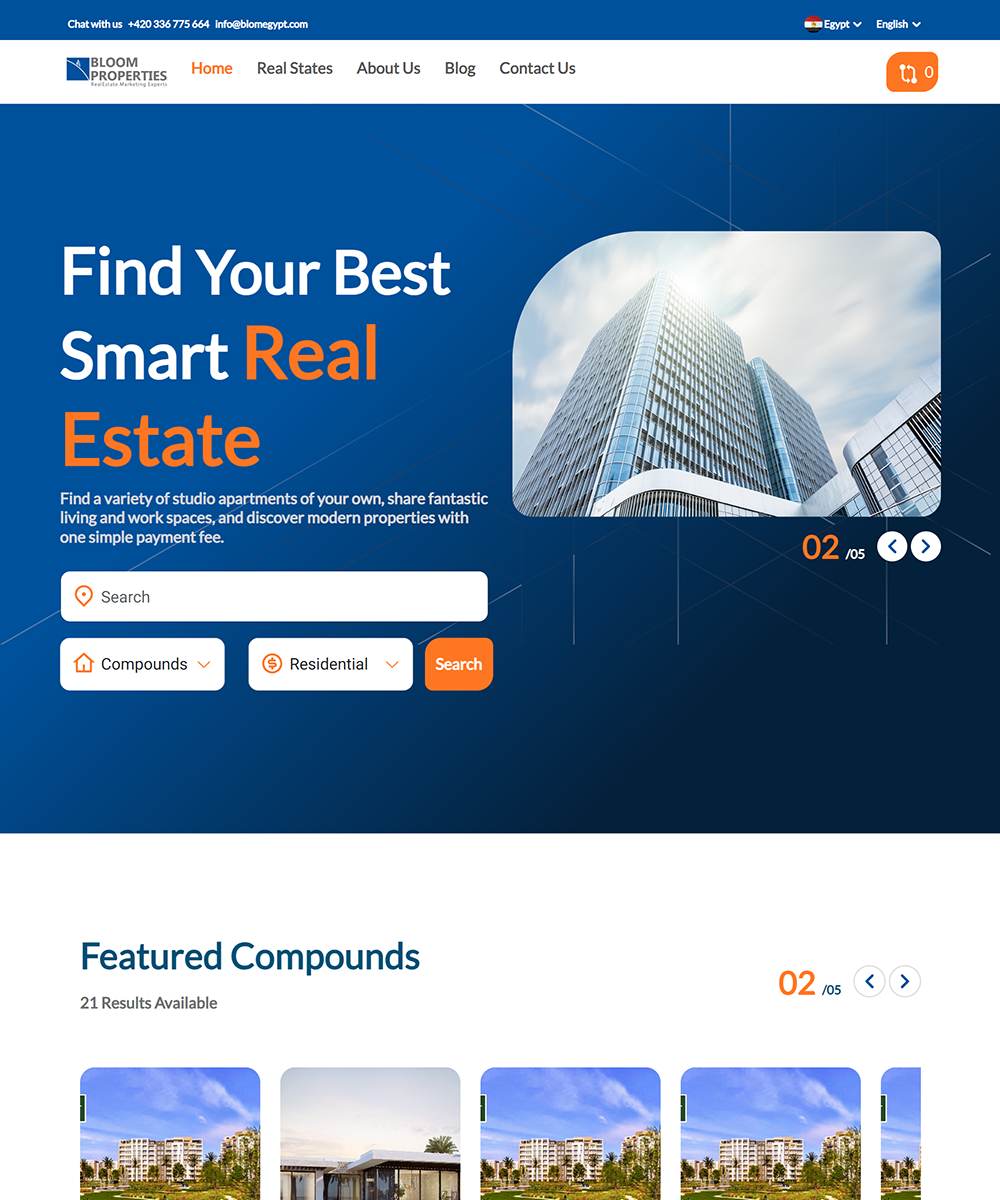 Chat with us +420 336 775 664 info@blomegypt.com
Egypt English
BLOOM
PROPERTIES
RealEstate Marketing Experts
Home Real States About Us Blog Contact Us
0
Find Your Best
Smart Real
Estate
Find a variety of studio apartments of your own, share fantastic
living and work spaces, and discover modern properties with
one simple payment fee.
02 /05
Search
Compounds Residential Search
Featured Compounds
21 Results Available
02 /05